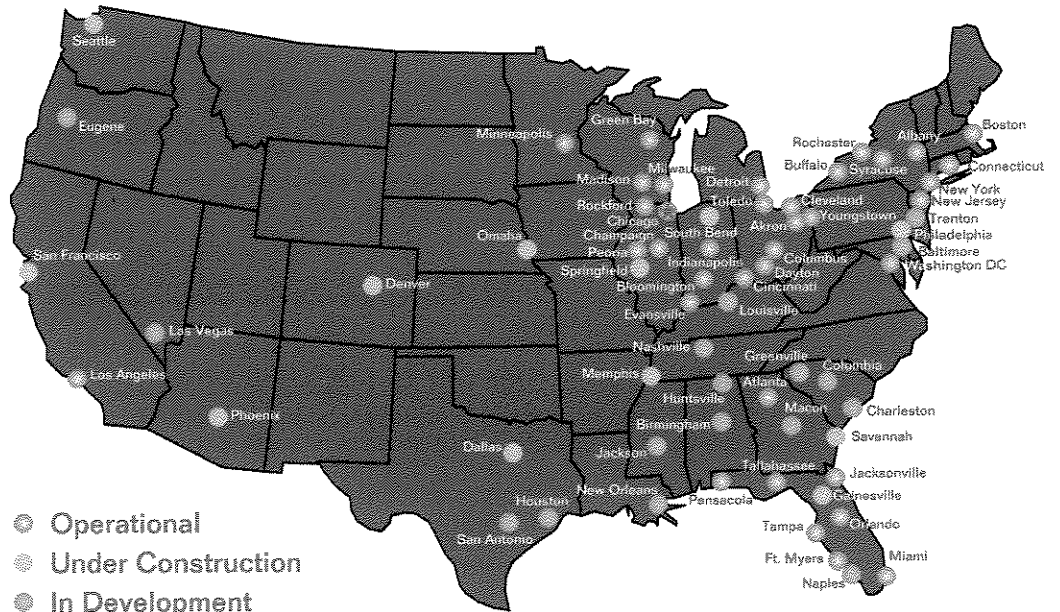 Seattle
Eugene
San Francisco
Las Vegas
Los Angeles
Phoenix
Denver
Omaha
Minneapolis
Green Bay
Milwaukee
Madison
Rockford
Chicago
Champaign
Peoria
Springfield
Detroit
Toledo
South Bend
Indianapolis
Bloomington
Evansville
Louisville
Cincinnati
Dayton
Columbus
Akron
Cleveland
Youngstown
Rochester
Buffalo
Syracuse
Albany
Boston
Connecticut
New York
New Jersey
Trenton
Philadelphia
Baltimore
Washington DC
Nashville
Memphis
Huntsville
Birmingham
Jackson
Greenville
Columbia
Atlanta
Macon
Charleston
Savannah
Dallas
Houston
San Antonio
New Orleans
Pensacola
Tallahassee
Jacksonville
Gainesville
Orlando
Tampa
Ft. Myers
Naples
Miami
Operational
Under Construction
In Development